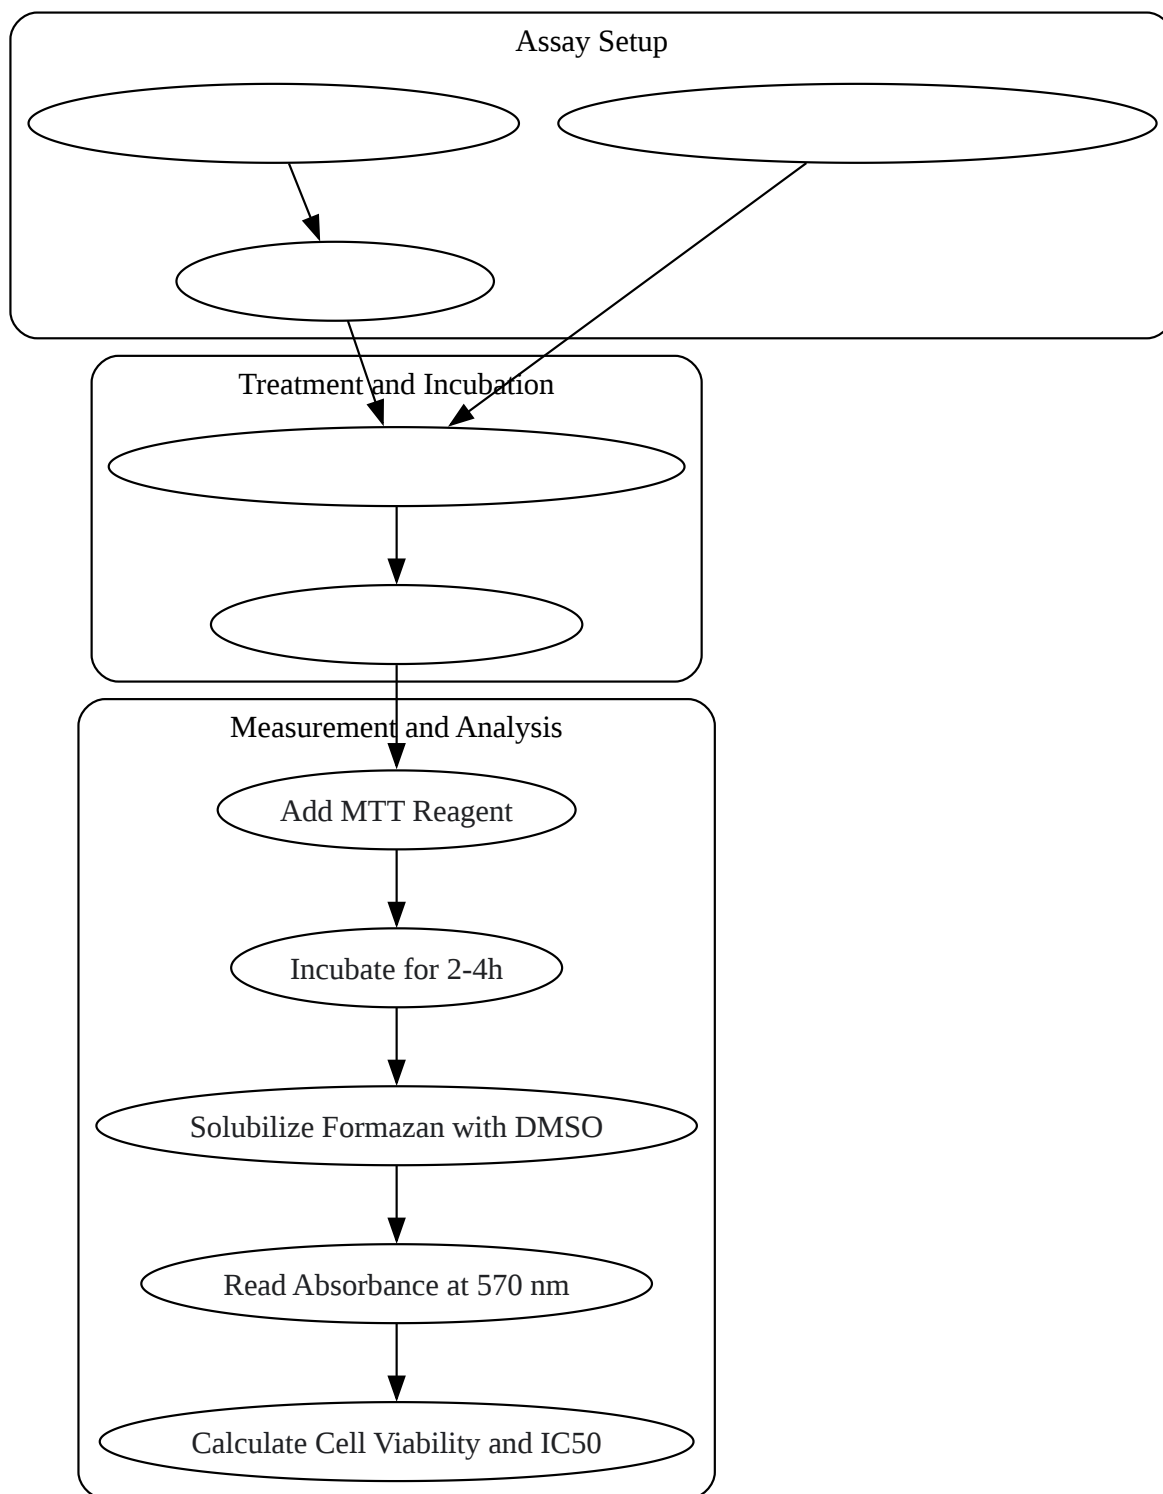 Assay Setup
Treatment and Incubation
Measurement and Analysis
Add MTT Reagent
Incubate for 2-4h
Solubilize Formazan with DMSO
Read Absorbance at 570 nm
Calculate Cell Viability and IC50